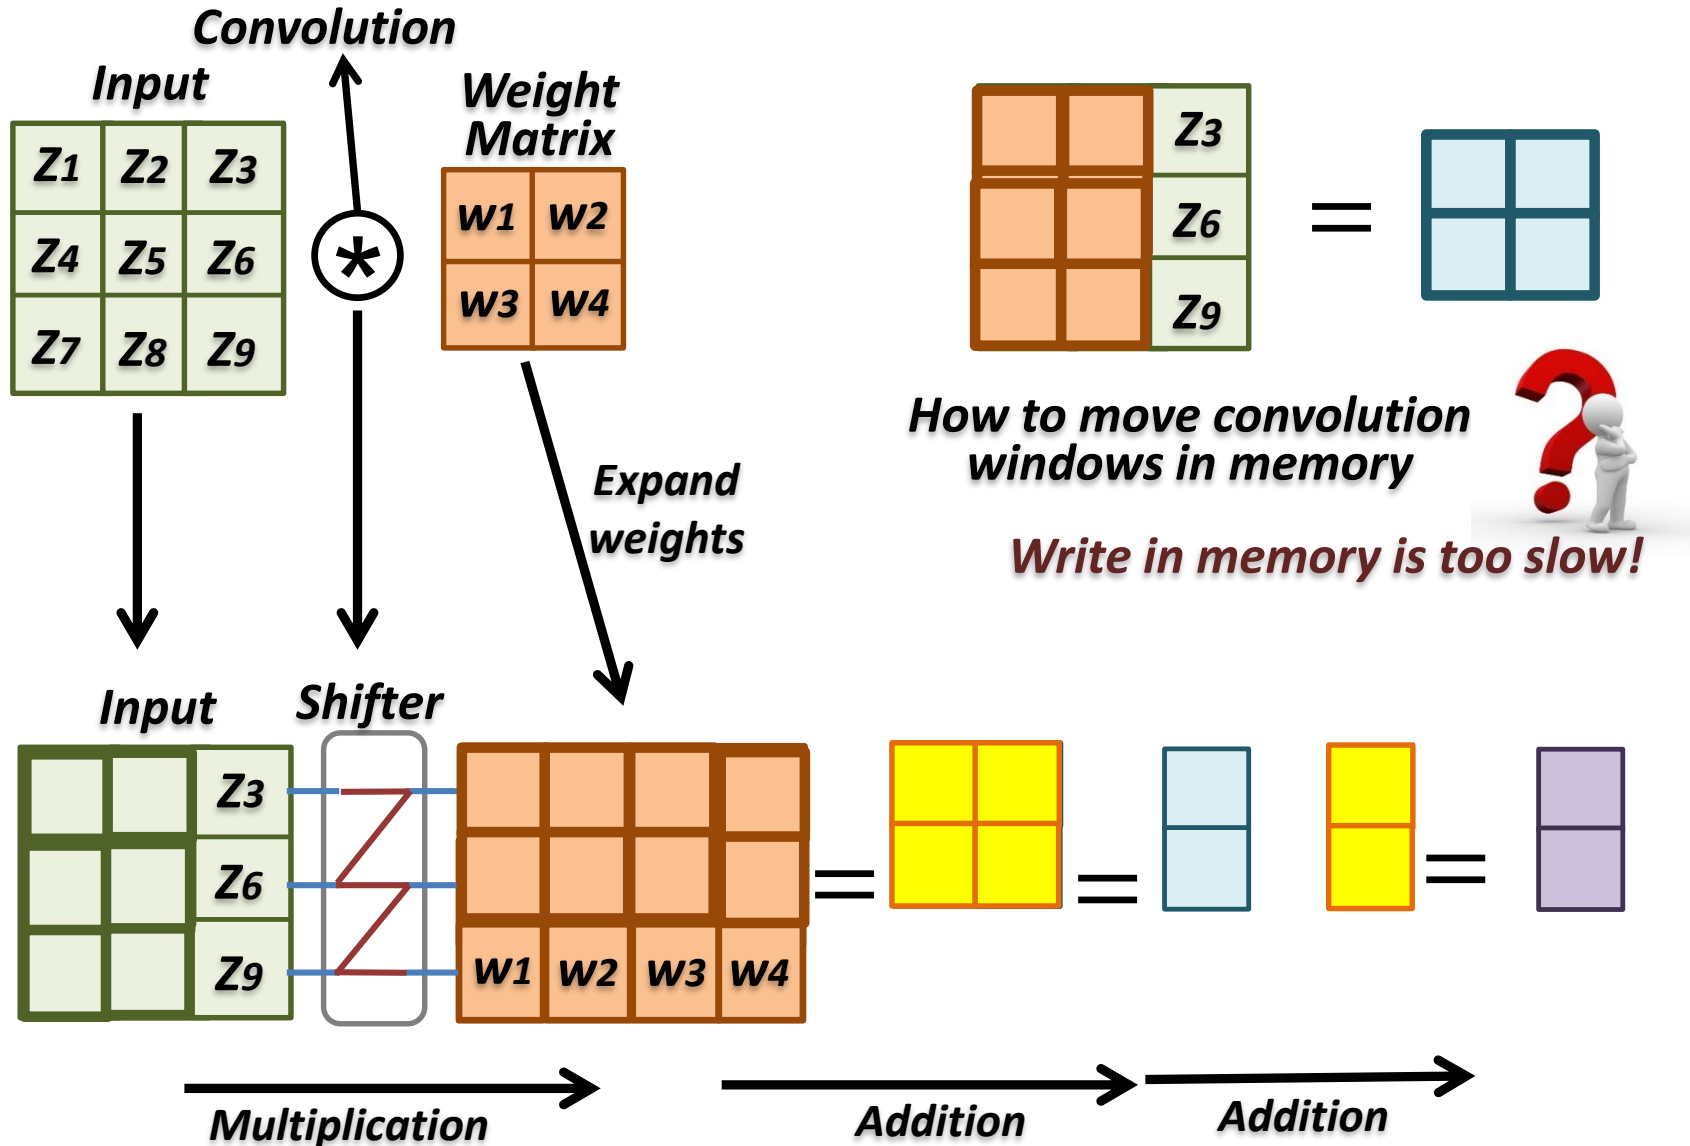 Convolution
Input
Weight
Matrix
Z1 Z2 Z3
Z4 Z5 Z6
Z7 Z8 Z9
*
w1 w2
w3 w4
Z3
Z6
Z9
=
How to move convolution
windows in memory
?
Write in memory is too slow!
Expand
weights
Input
Shifter
Z3
Z6
Z9
w1 w2 w3 w4
= = =
Multiplication
Addition
Addition